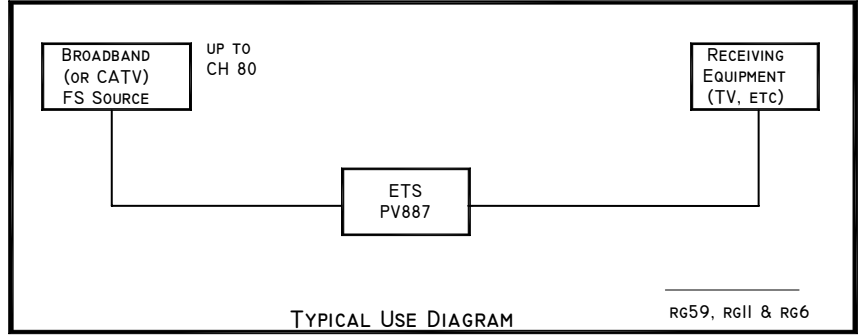 BROADBAND
(OR CATV)
FS SOURCE
UP TO
CH 80
RECEIVING
EQUIPMENT
(TV, ETC)
ETS
PV887
TYPICAL USE DIAGRAM
RG59, RG11 & RG6